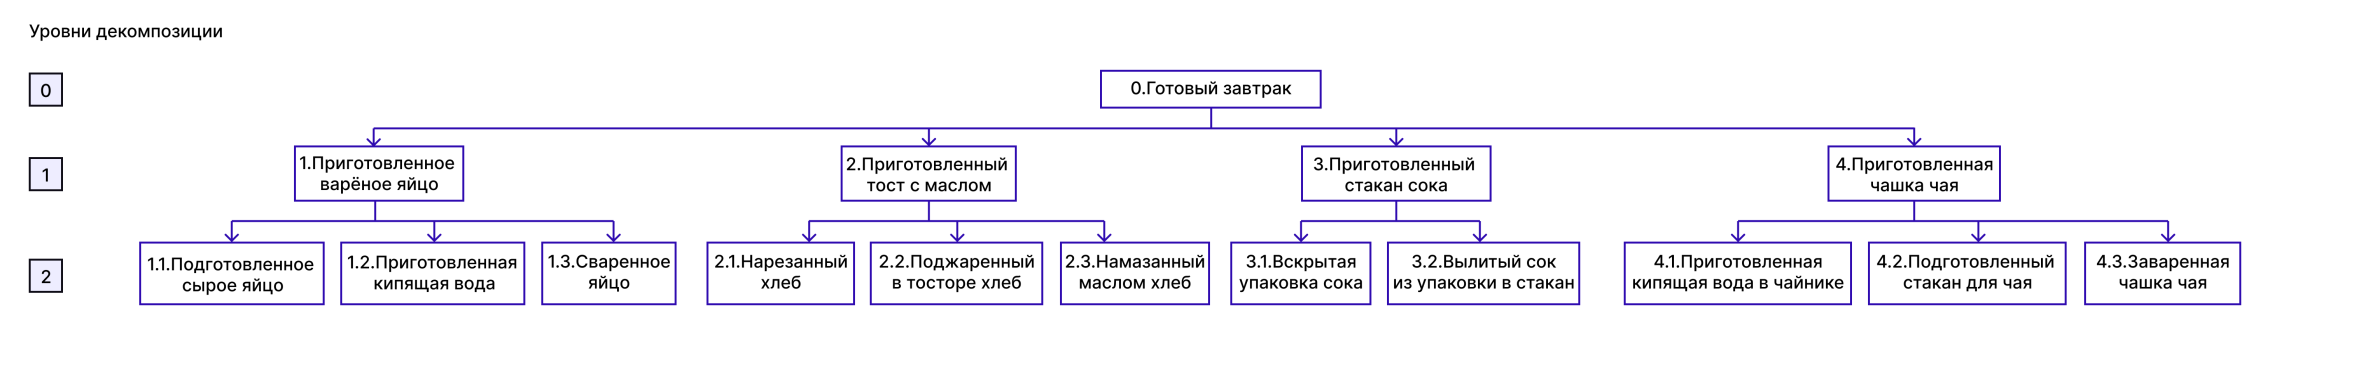 Уровни декомпозиции
0
0.Готовый завтрак
1
1.Приготовленное
варёное яйцо
2.Приготовленный
тост с маслом
3.Приготовленный
стакан сока
4.Приготовленная
чашка чая
2
1.1.Подготовленное
сырое яйцо
1.2.Приготовленная
кипящая вода
1.3.Сваренное
яйцо
2.1.Нарезанный
хлеб
2.2.Поджаренный
в тосторе хлеб
2.3.Намазанный
маслом хлеб
3.1.Вскрытая
упаковка сока
3.2.Вылитый сок
из упаковки в стакан
4.1.Приготовленная
кипящая вода в чайнике
4.2.Подготовленный
стакан для чая
4.3.Заваренная
чашка чая